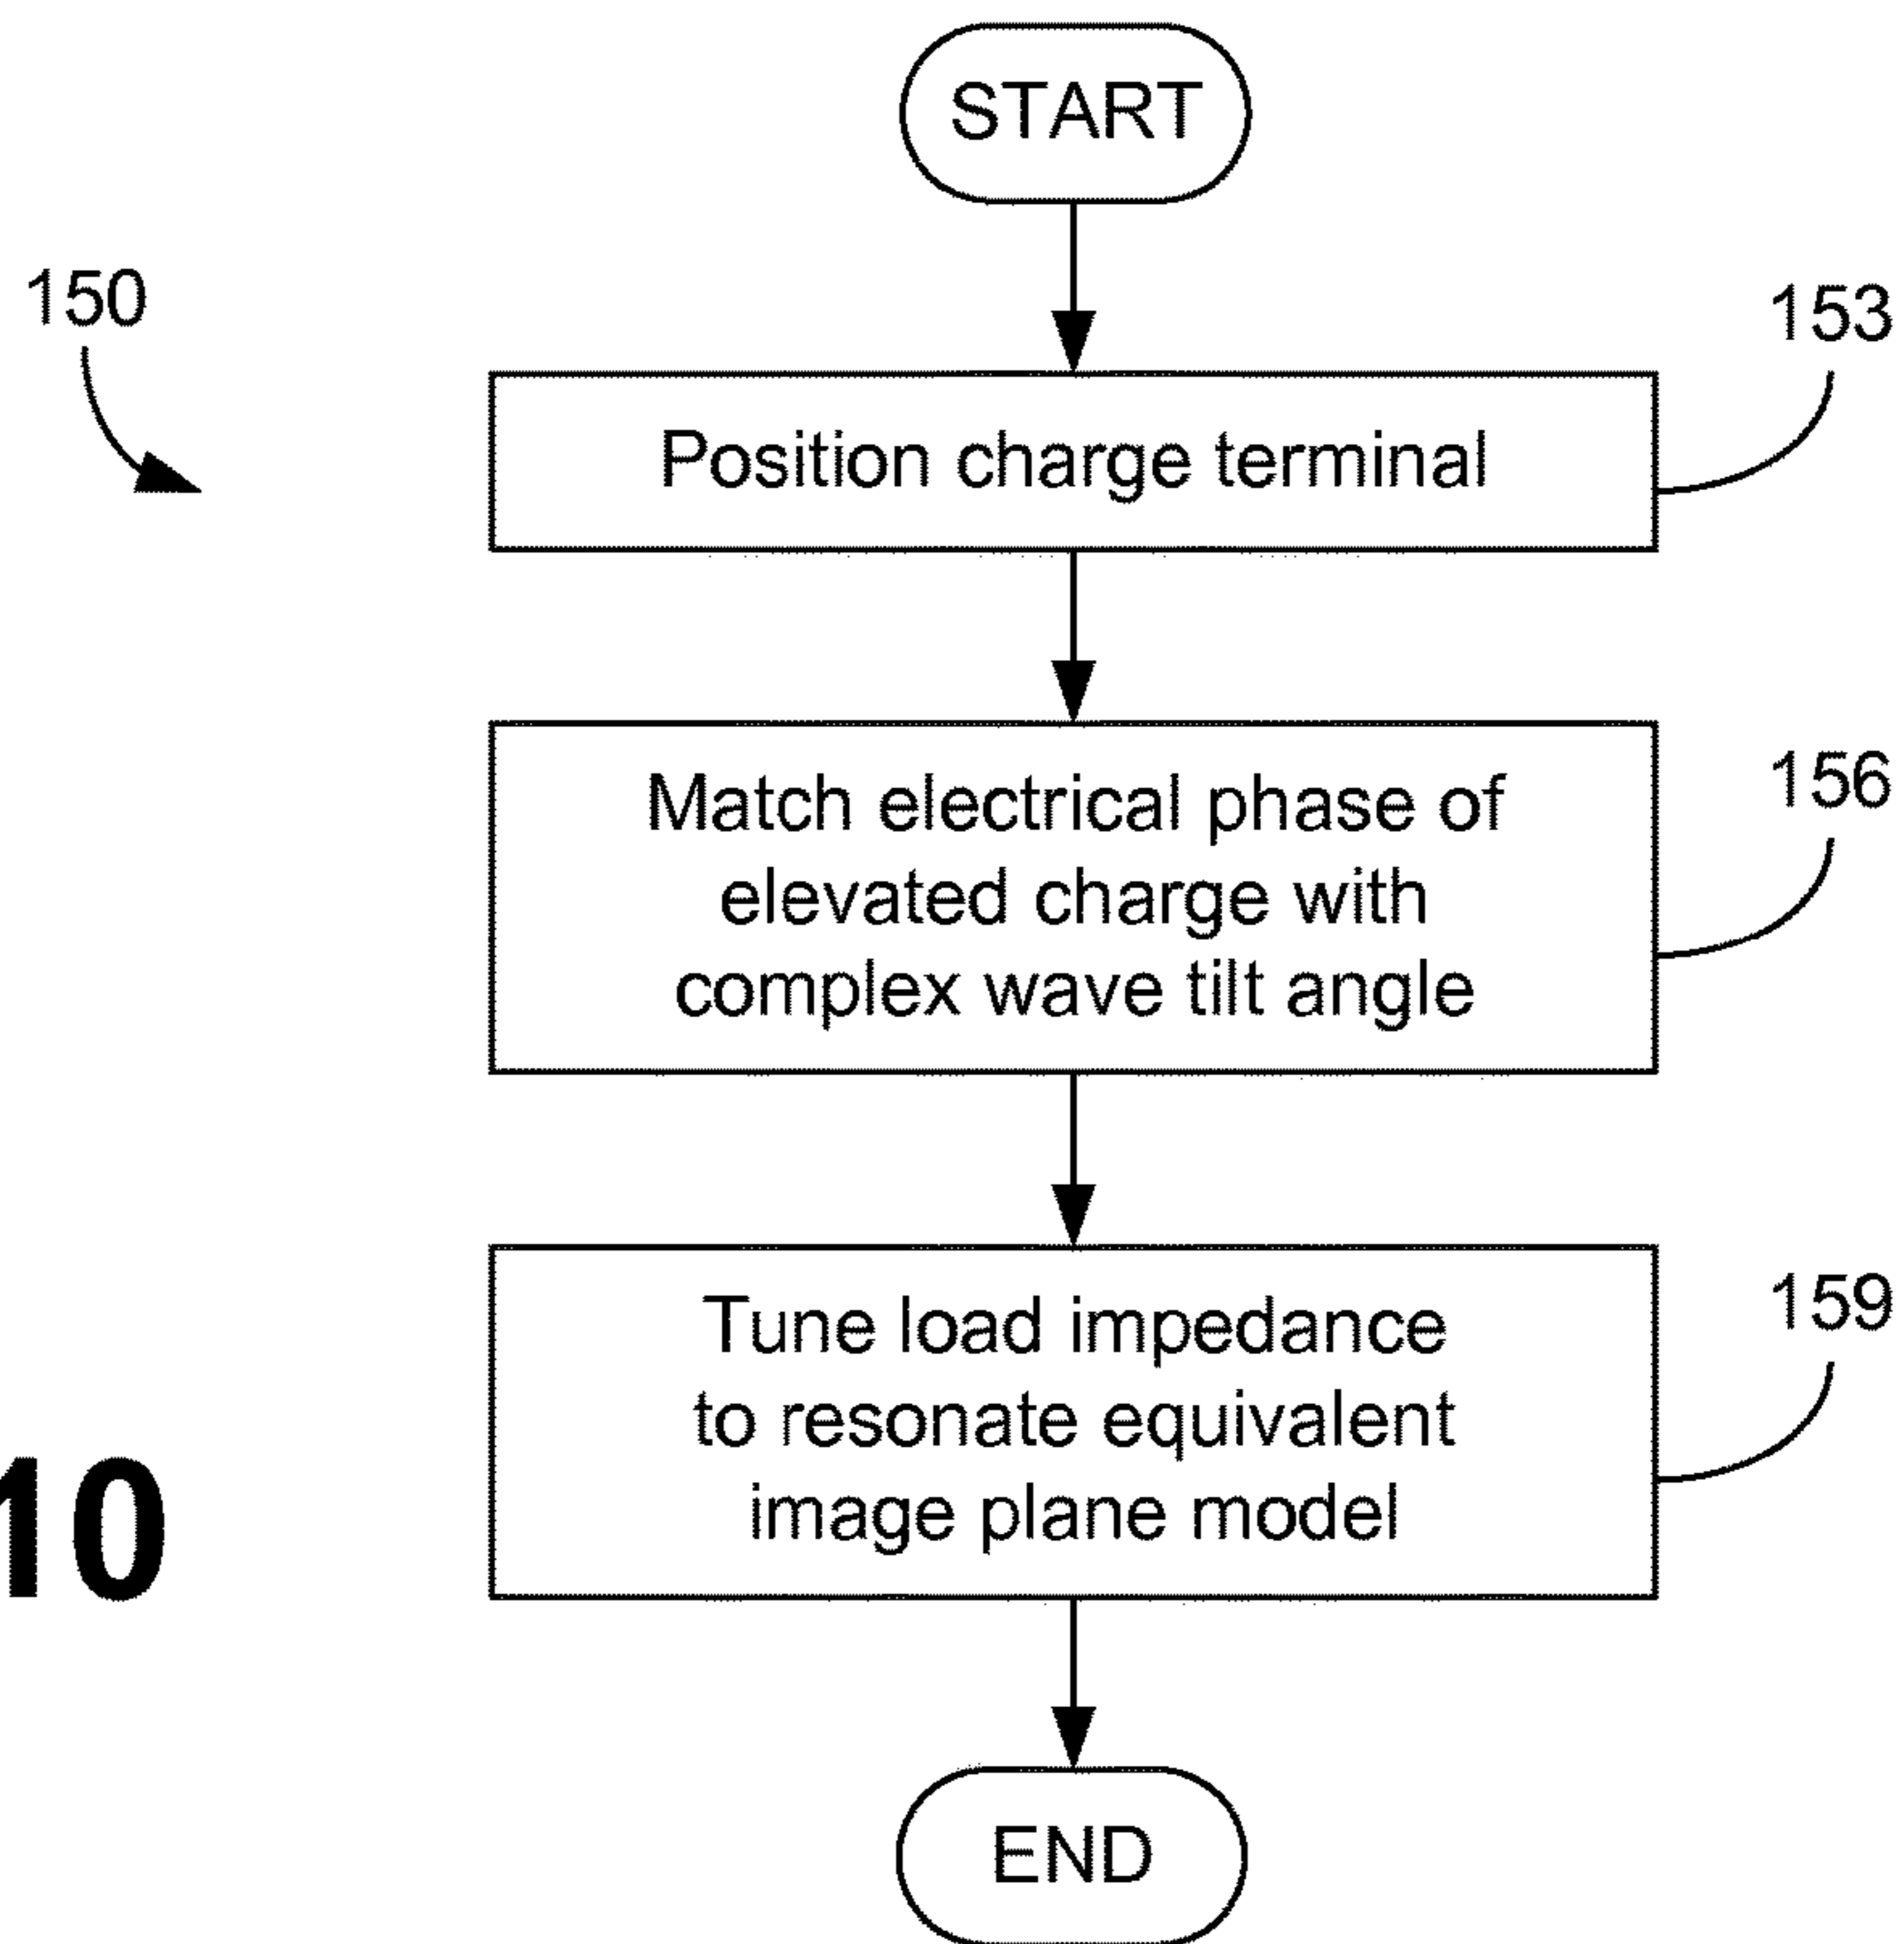 START
150
153
Position charge terminal
156
Match electrical phase of
elevated charge with
complex wave tilt angle
159
Tune load impedance
to resonate equivalent
image plane model
10
END